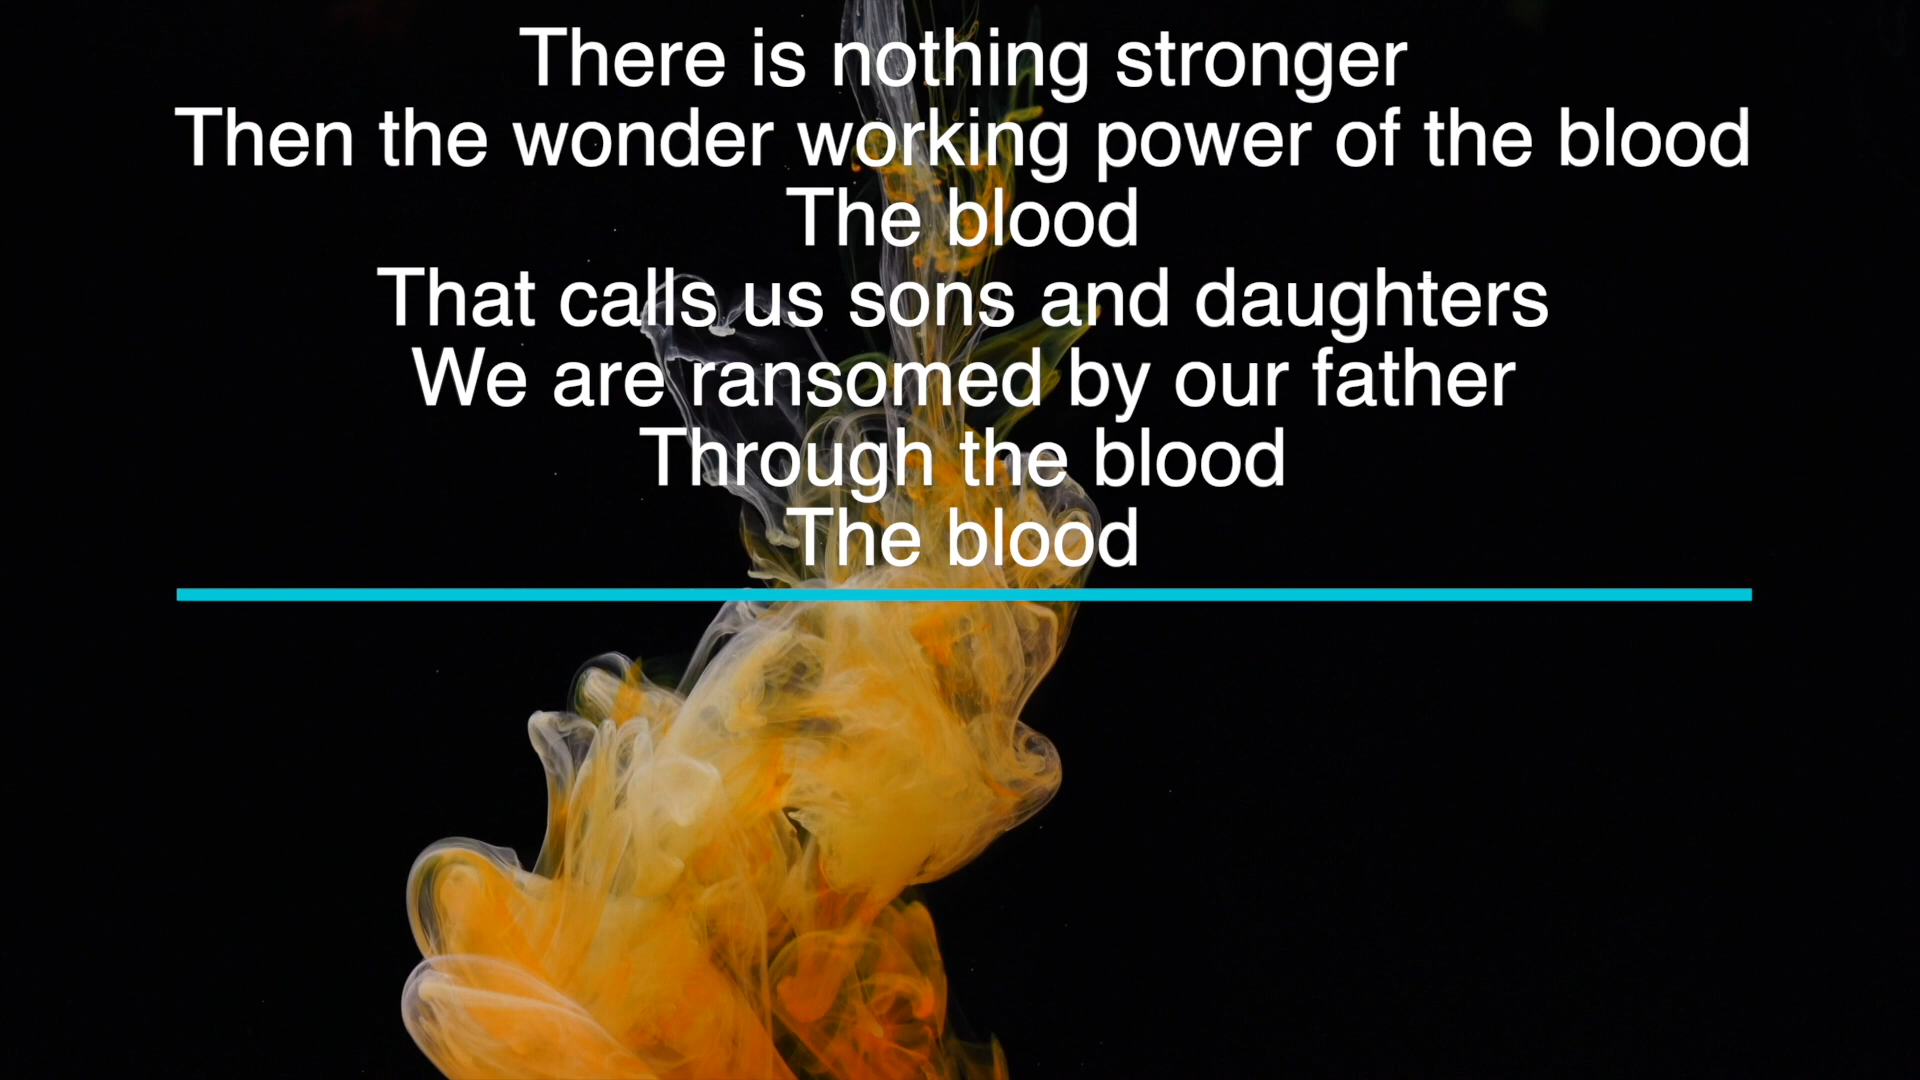 There is nothing stronger
Then the wonder working power of the blood
The blood
That calls us sons and daughters
We are ransomed by our father
Through the blood
The blood